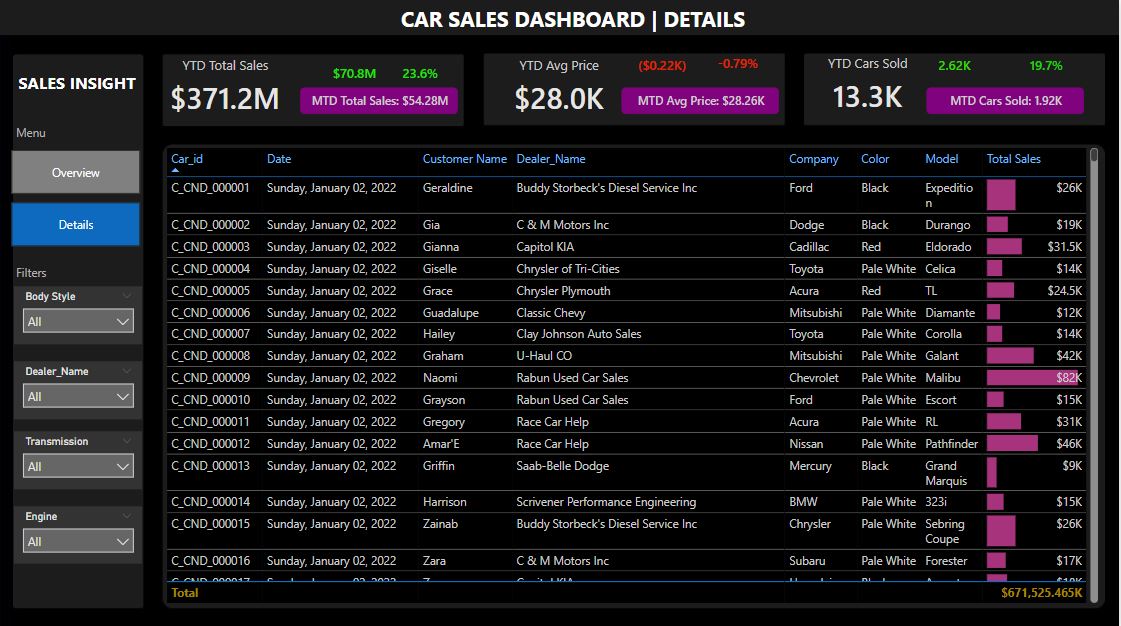 CAR SALES DASHBOARD | DETAILS
SALES INSIGHT
Menu
Overview
Details
Filters
Body Style
All
Dealer_Name
All
Transmission
All
Engine
All
YTD Total Sales
$371.2M
$70.8M 23.6%
MTD Total Sales: $54.28M
YTD Avg Price
$28.0K
($0.22K) -0.79%
MTD Avg Price: $28.26K
YTD Cars Sold
13.3K
2.62K 19.7%
MTD Cars Sold: 1.92K
Car_id Date Customer Name Dealer_Name Company Color Model Total Sales
C_CND_000001 Sunday, January 02, 2022 Geraldine Buddy Storbeck's Diesel Service Inc Ford Black Expeditio $26K
n
C_CND_000002 Sunday, January 02, 2022 Gia C & M Motors Inc Dodge Black Durango $19K
C_CND_000003 Sunday, January 02, 2022 Gianna Capitol KIA Cadillac Red Eldorado $31.5K
C_CND_000004 Sunday, January 02, 2022 Giselle Chrysler of Tri-Cities Toyota Pale White Celica $14K
C_CND_000005 Sunday, January 02, 2022 Grace Chrysler Plymouth Acura Red TL $24.5K
C_CND_000006 Sunday, January 02, 2022 Guadalupe Classic Chevy Mitsubishi Pale White Diamante $12K
C_CND_000007 Sunday, January 02, 2022 Hailey Clay Johnson Auto Sales Toyota Pale White Corolla $14K
C_CND_000008 Sunday, January 02, 2022 Graham U-Haul CO Mitsubishi Pale White Galant $42K
C_CND_000009 Sunday, January 02, 2022 Naomi Rabun Used Car Sales Chevrolet Pale White Malibu $82K
C_CND_000010 Sunday, January 02, 2022 Grayson Rabun Used Car Sales Ford Pale White Escort $15K
C_CND_000011 Sunday, January 02, 2022 Gregory Race Car Help Acura Pale White RL $31K
C_CND_000012 Sunday, January 02, 2022 Amar'E Race Car Help Nissan Pale White Pathfinder $46K
C_CND_000013 Sunday, January 02, 2022 Griffin Saab-Belle Dodge Mercury Black Grand $9K
Marquis
C_CND_000014 Sunday, January 02, 2022 Harrison Scrivener Performance Engineering BMW Pale White 323i $15K
C_CND_000015 Sunday, January 02, 2022 Zainab Buddy Storbeck's Diesel Service Inc Chrysler Pale White Sebring $26K
Coupe
C_CND_000016 Sunday, January 02, 2022 Zara C & M Motors Inc Subaru Pale White Forester $17K
Total $671,525.465K